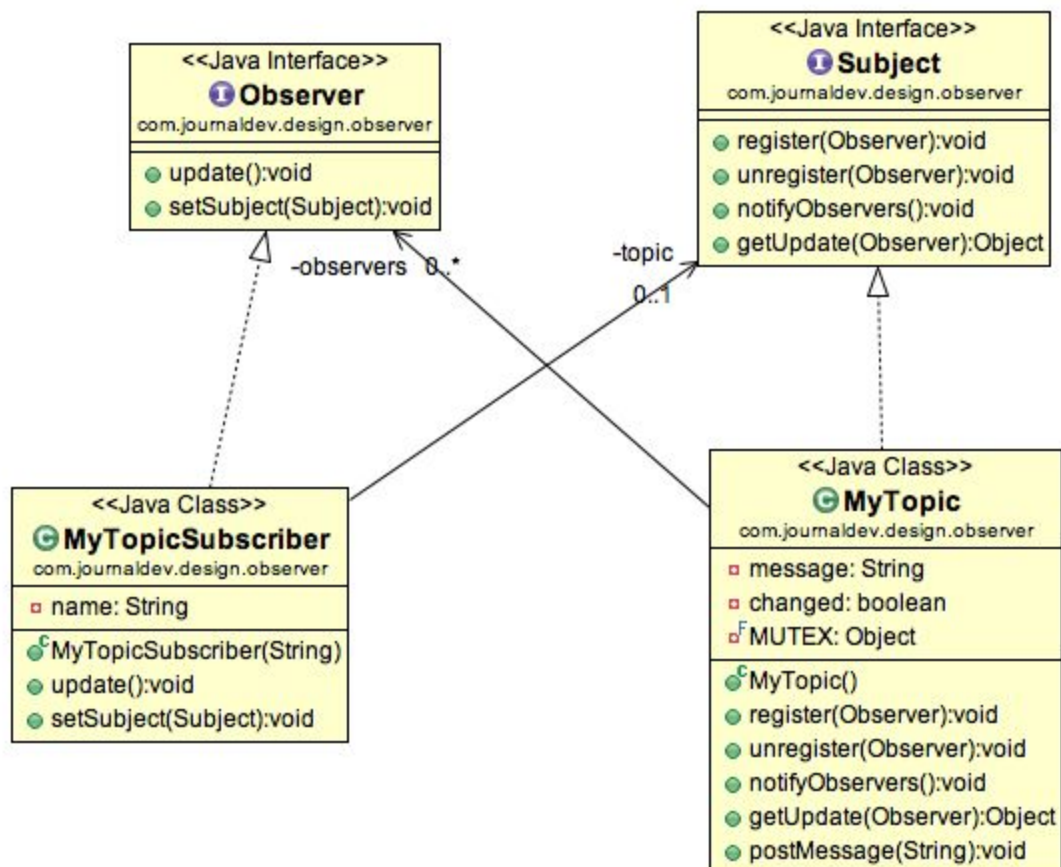 <<Java Interface>>
Observer
com.journaldev.design.observer
update():void
setSubject(Subject):void
<<Java Interface>>
Subject
com.journaldev.design.observer
register(Observer):void
unregister(Observer):void
notifyObservers():void
getUpdate(Observer):Object
-observers 0..*
-topic
0..1
<<Java Class>>
MyTopicSubscriber
com.journaldev.design.observer
name: String
MyTopicSubscriber(String)
update():void
setSubject(Subject):void
<<Java Class>>
MyTopic
com.journaldev.design.observer
message: String
changed: boolean
MUTEX: Object
MyTopic()
register(Observer):void
unregister(Observer):void
notifyObservers():void
getUpdate(Observer):Object
postMessage(String):void